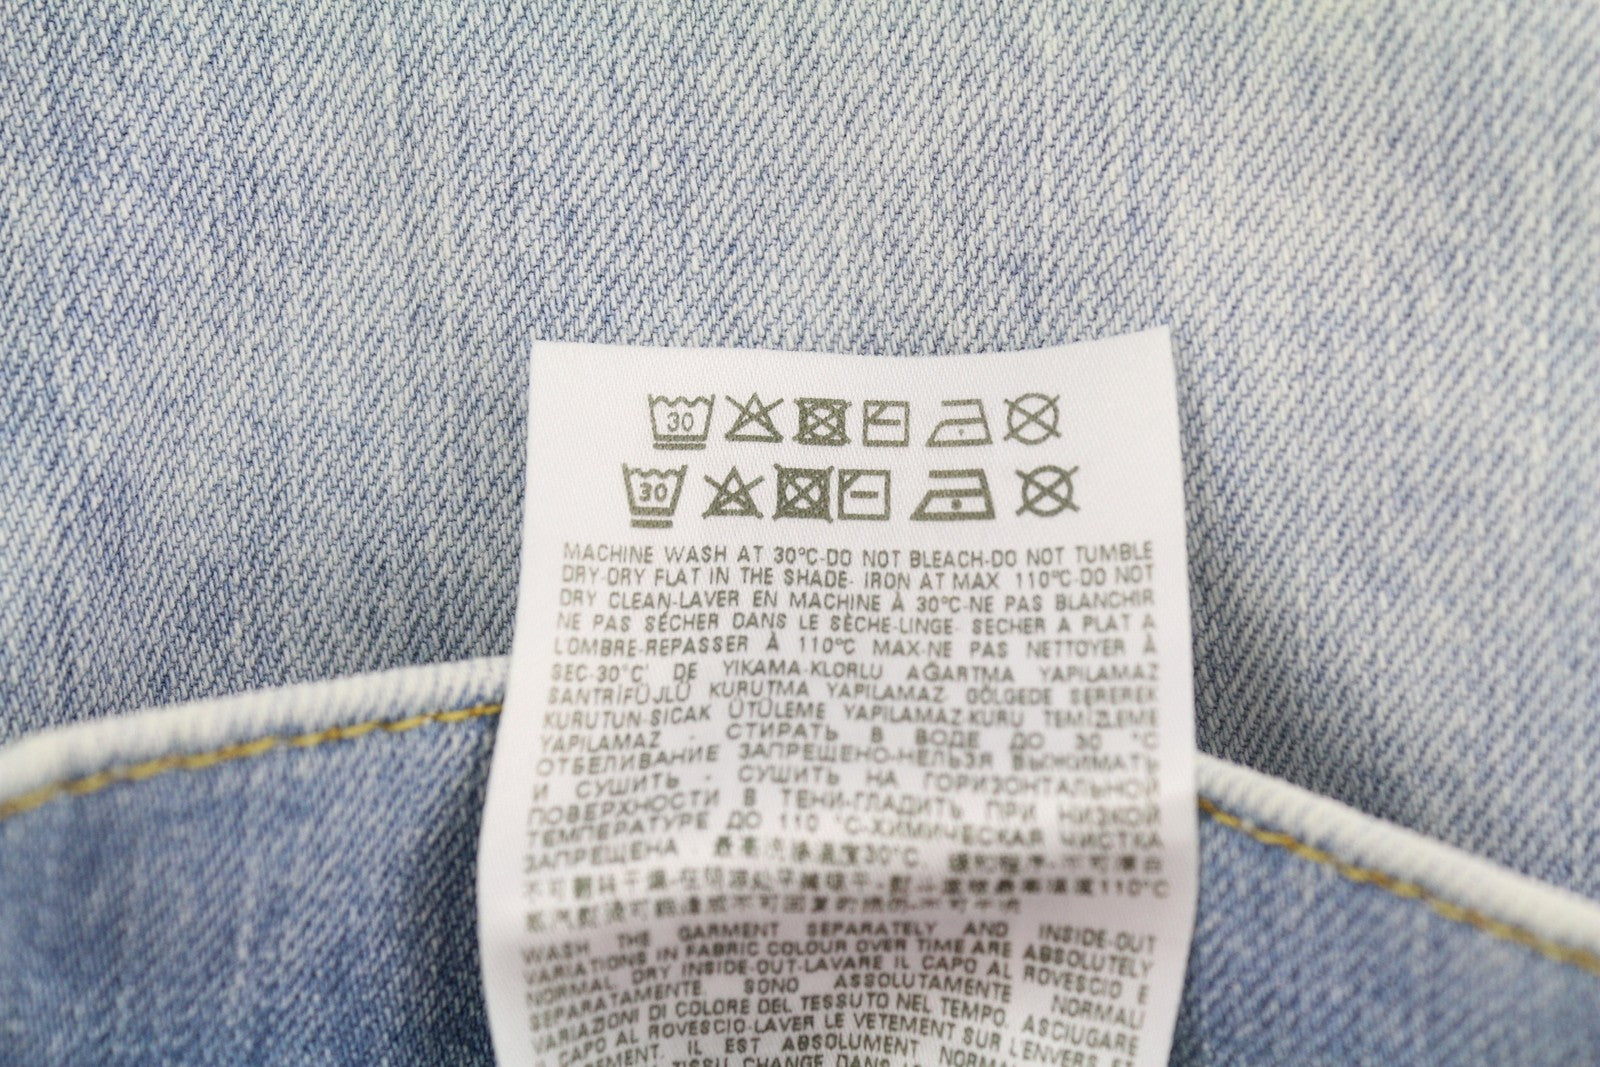 30
30
MACHINE WASH AT 30°C-DO NOT BLEACH-DO NOT TUMBLE
DRY-DRY FLAT IN THE SHADE- IRON AT MAX 110°C-DO NOT
DRY CLEAN-LAVER EN MACHINE À 30°C-NE PAS BLANCHIR
NE PAS SÉCHER DANS LE SÈCHE-LINGE- SECHER A PLAT A
L'OMBRE-REPASSER À 110°C MAX-NE PAS NETTOYER À
SEC-30°C' DE YIKAMA-KLORLU AĞARTMA YAPILAMAZ
SANTRİFÜJLÜ KURUTMA YAPILAMAZ GÖLGEDE SEREREK
KURUTUN-SICAK ÜTÜLEME YAPILAMAZ-KURU TEMİZLEME
YAPILAMAZ - СТИРАТЬ В ВОДЕ ДО 30 °C
ОТБЕЛИВАНИЕ ЗАПРЕЩЕНО-НЕЛЬЗЯ ВЫЖИМАТЬ
И СУШИТЬ - СУШИТЬ НА ГОРИЗОНТАЛЬНОЙ
ПОВЕРХНОСТИ В ТЕНИ-ГЛАДИТЬ ПРИ НИЗКОЙ
ТЕМПЕРАТУРЕ ДО 110 °C-ХИМИЧЕСКАЯ ЧИСТКА
ЗАПРЕЩЕНА 30°C
110°C
WASH THE GARMENT SEPARATELY AND INSIDE-OUT
VARIATIONS IN FABRIC COLOUR OVER TIME ARE ABSOLUTELY
NORMAL. DRY INSIDE-OUT-LAVARE IL CAPO AL ROVESCIO E
SEPARATAMENTE. SONO ASSOLUTAMENTE NORMALI
VARIAZIONI DI COLORE DEL TESSUTO NEL TEMPO. ASCIUGARE
CAPO AL ROVESCIO-LAVER LE VETEMENT SUR L'ENVERS ET
IL EST ABSOLUMENT
TISSU CHANGE DANS